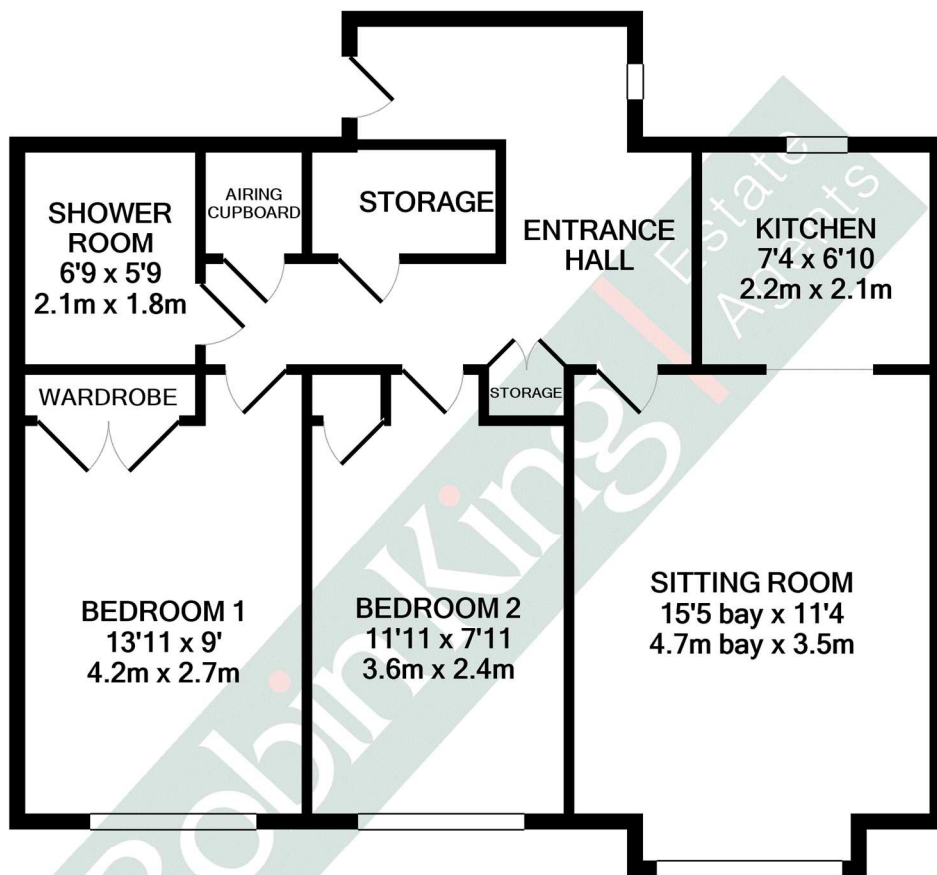 SHOWER
ROOM
6'9 x 5'9
2.1m x 1.8m
AIRING
CUPBOARD
STORAGE
ENTRANCE
HALL
KITCHEN
7'4 x 6'10
2.2m x 2.1m
WARDROBE
STORAGE
BEDROOM 1
13'11 x 9'
4.2m x 2.7m
BEDROOM 2
11'11 x 7'11
3.6m x 2.4m
SITTING ROOM
15'5 bay x 11'4
4.7m bay x 3.5m
RobinKing
Estate
Agents